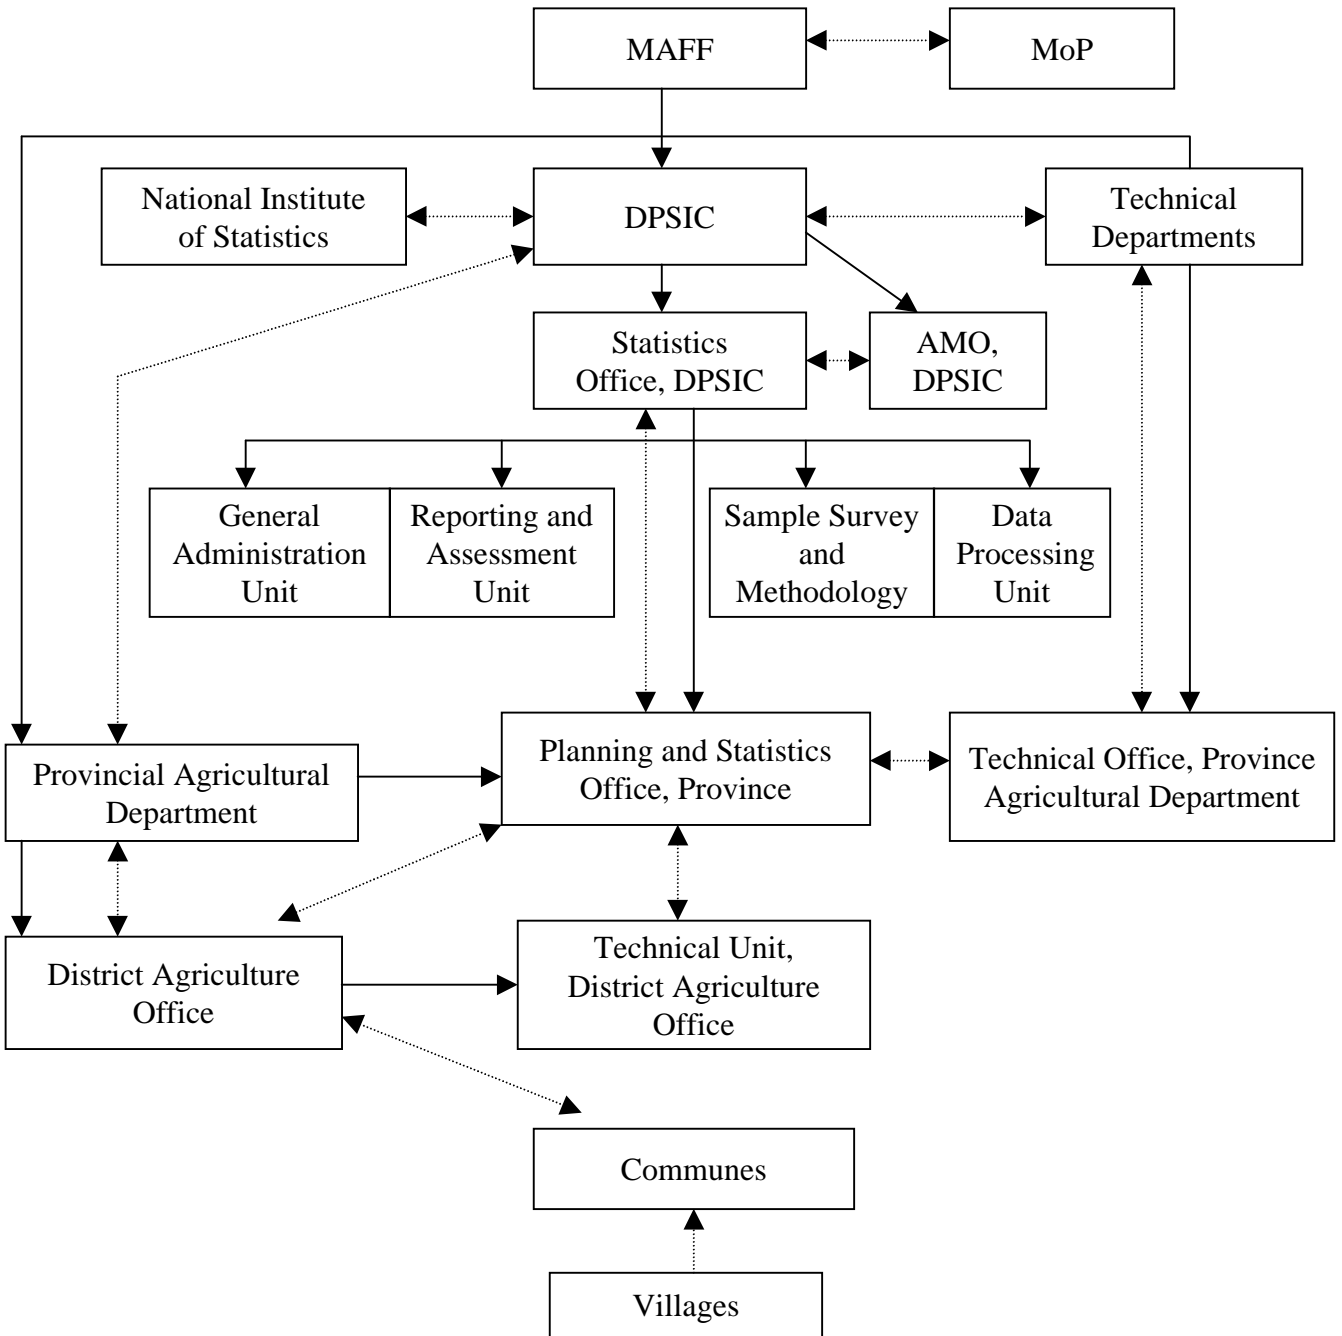 MAFF
MoP
National Institute
of Statistics
DPSIC
Technical
Departments
Statistics
Office, DPSIC
AMO,
DPSIC
General
Administration
Unit
Reporting and
Assessment
Unit
Sample Survey
and
Methodology
Data
Processing
Unit
Provincial Agricultural
Department
Planning and Statistics
Office, Province
Technical Office, Province
Agricultural Department
District Agriculture
Office
Technical Unit,
District Agriculture
Office
Communes
Villages